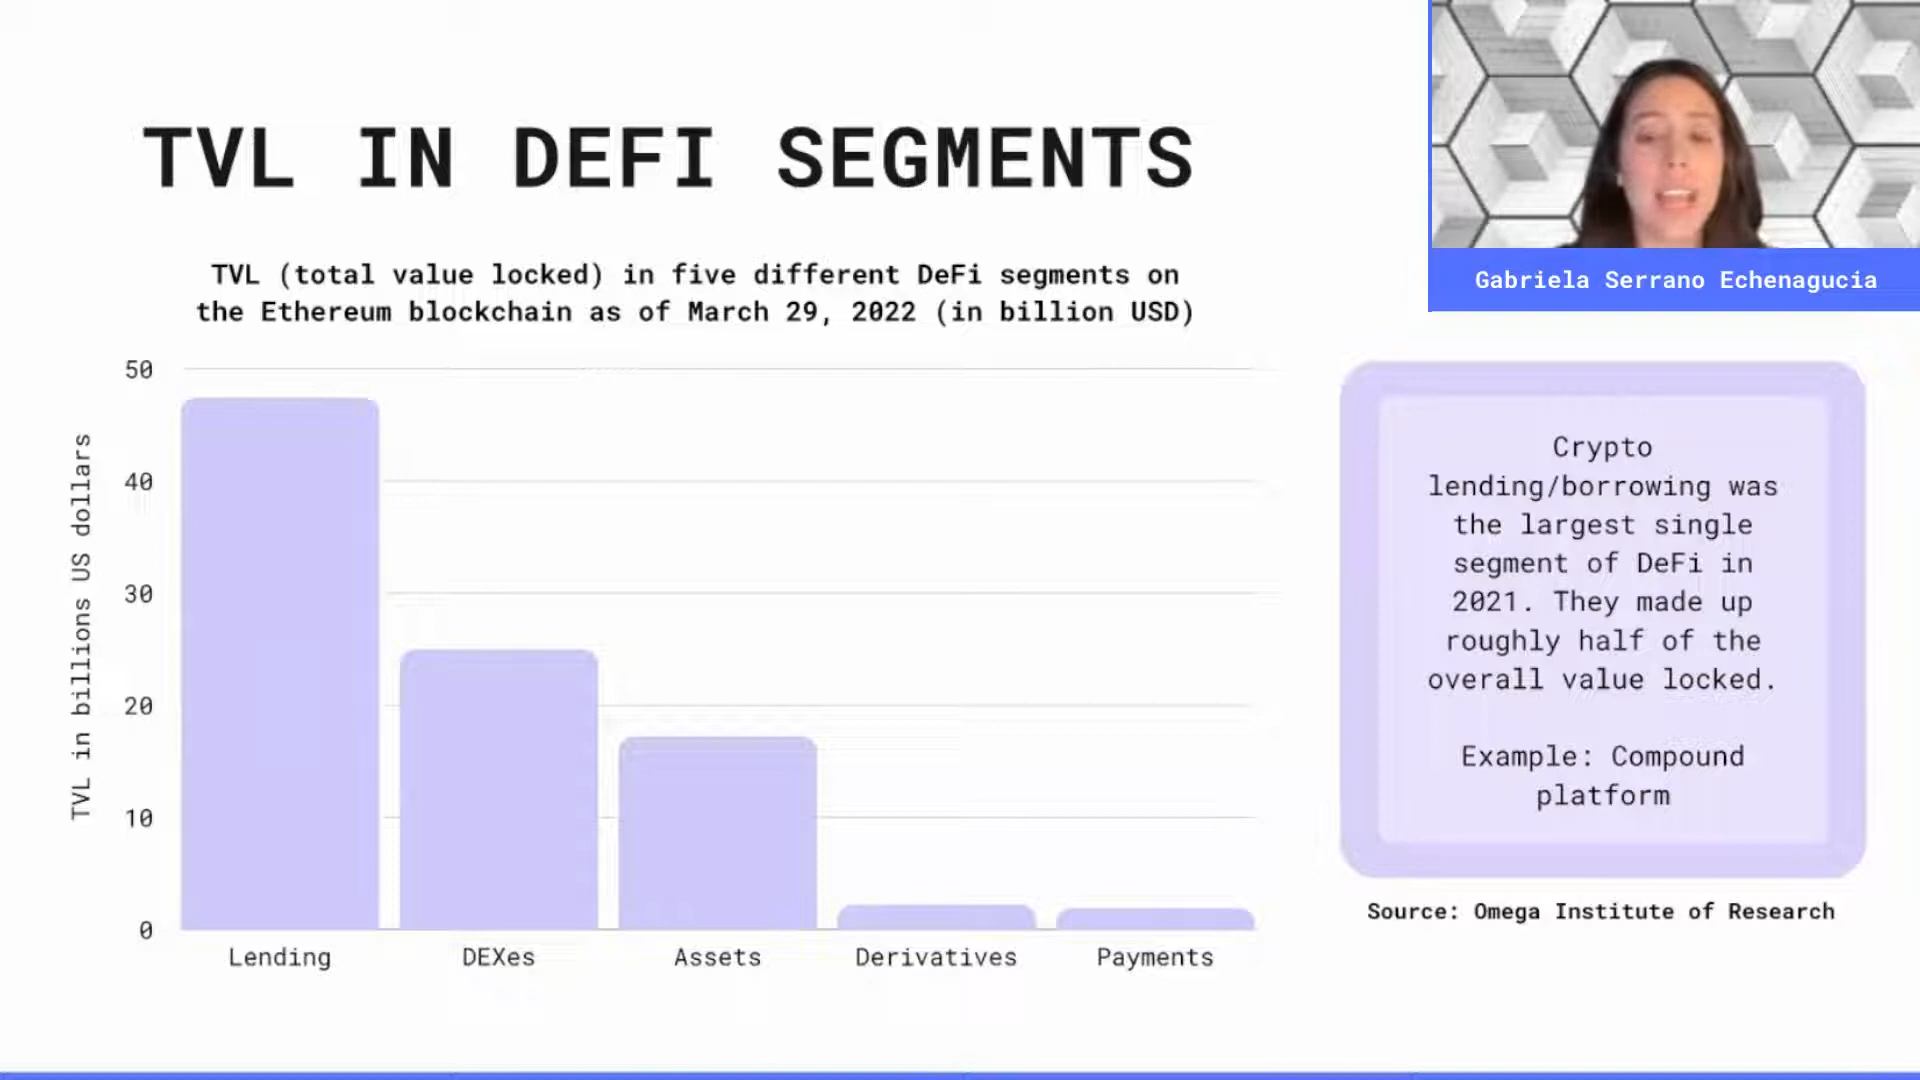 TVL IN DEFI SEGMENTS
TVL (total value locked) in five different DeFi segments on
the Ethereum blockchain as of March 29, 2022 (in billion USD)
TVL in billions US dollars
50
40
30
20
10
0
Lending
DEXes
Assets
Derivatives
Payments
Gabriela Serrano Echenagucia
Crypto
lending/borrowing was
the largest single
segment of DeFi in
2021. They made up
roughly half of the
overall value locked.
Example: Compound
platform
Source: Omega Institute of Research